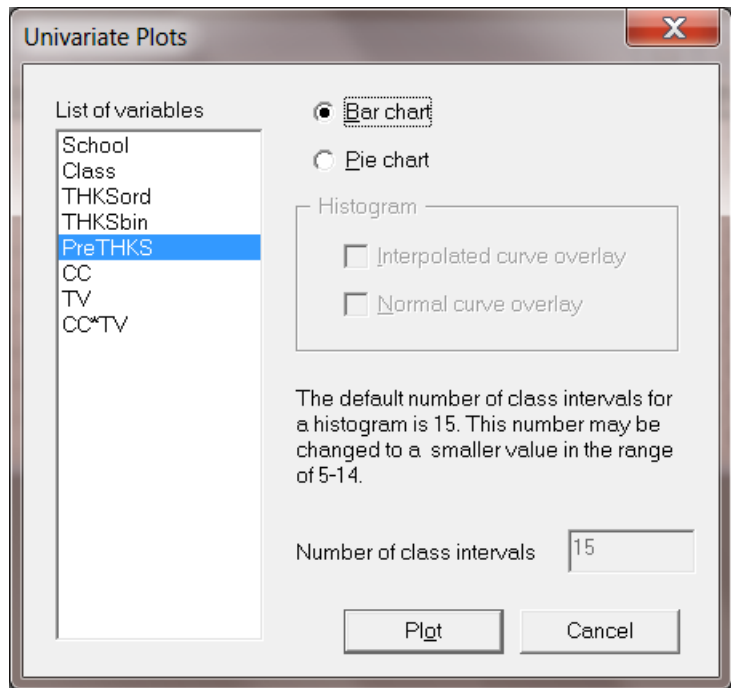 Univariate Plots
List of variables
School
Class
THKSord
THKSbin
PreTHKS
CC
TV
CC*TV
Bar chart
Pie chart
Histogram
Interpolated curve overlay
Normal curve overlay
The default number of class intervals for
a histogram is 15. This number may be
changed to a smaller value in the range
of 5-14.
Number of class intervals
15
Plot
Cancel